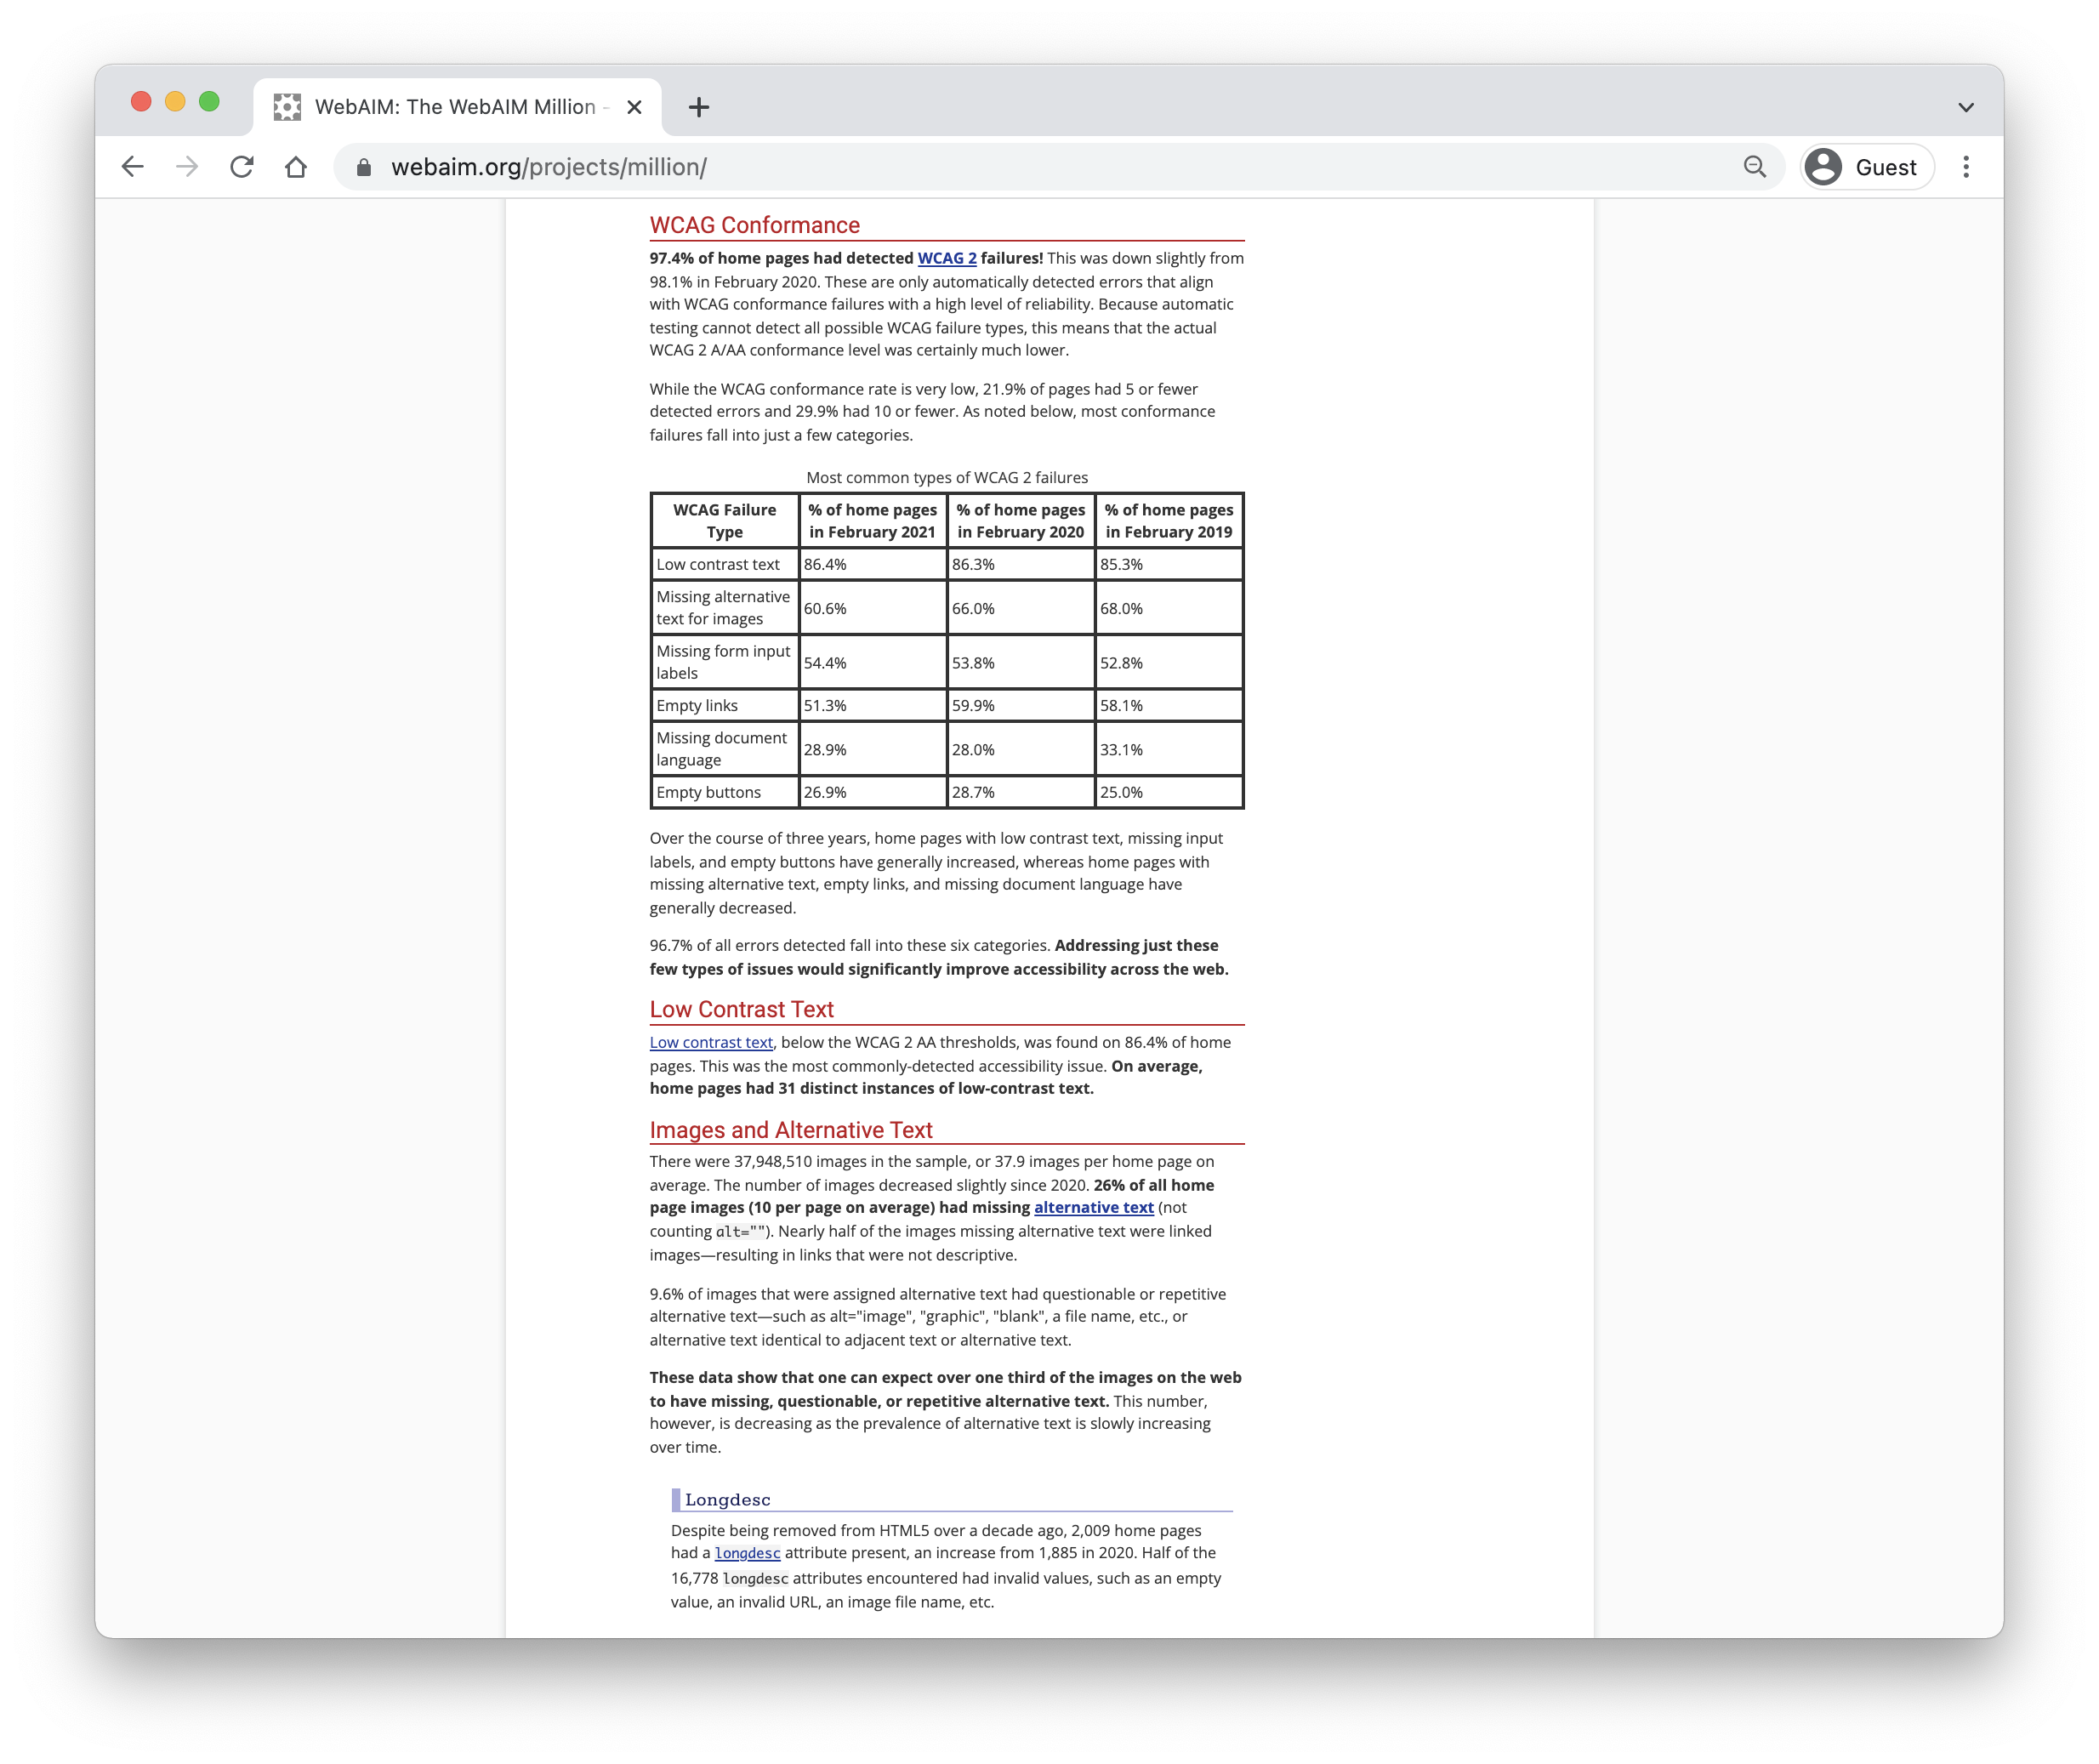 WebAIM: The WebAIM Million -
webaim.org/projects/million/
Guest
WCAG Conformance
97.4% of home pages had detected WCAG 2 failures! This was down slightly from
98.1% in February 2020. These are only automatically detected errors that align
with WCAG conformance failures with a high level of reliability. Because automatic
testing cannot detect all possible WCAG failure types, this means that the actual
WCAG 2 A/AA conformance level was certainly much lower.
While the WCAG conformance rate is very low, 21.9% of pages had 5 or fewer
detected errors and 29.9% had 10 or fewer. As noted below, most conformance
failures fall into just a few categories.
Most common types of WCAG 2 failures
WCAG Failure Type % of home pages in February 2021 % of home pages in February 2020 % of home pages in February 2019
Low contrast text 86.4% 86.3% 85.3%
Missing alternative text for images 60.6% 66.0% 68.0%
Missing form input labels 54.4% 53.8% 52.8%
Empty links 51.3% 59.9% 58.1%
Missing document language 28.9% 28.0% 33.1%
Empty buttons 26.9% 28.7% 25.0%
Over the course of three years, home pages with low contrast text, missing input
labels, and empty buttons have generally increased, whereas home pages with
missing alternative text, empty links, and missing document language have
generally decreased.
96.7% of all errors detected fall into these six categories. Addressing just these
few types of issues would significantly improve accessibility across the web.
Low Contrast Text
Low contrast text, below the WCAG 2 AA thresholds, was found on 86.4% of home
pages. This was the most commonly-detected accessibility issue. On average,
home pages had 31 distinct instances of low-contrast text.
Images and Alternative Text
There were 37,948,510 images in the sample, or 37.9 images per home page on
average. The number of images decreased slightly since 2020. 26% of all home
page images (10 per page on average) had missing alternative text (not
counting alt=""). Nearly half of the images missing alternative text were linked
images—resulting in links that were not descriptive.
9.6% of images that were assigned alternative text had questionable or repetitive
alternative text—such as alt="image", "graphic", "blank", a file name, etc., or
alternative text identical to adjacent text or alternative text.
These data show that one can expect over one third of the images on the web
to have missing, questionable, or repetitive alternative text. This number,
however, is decreasing as the prevalence of alternative text is slowly increasing
over time.
Longdesc
Despite being removed from HTML5 over a decade ago, 2,009 home pages
had a longdesc attribute present, an increase from 1,885 in 2020. Half of the
16,778 longdesc attributes encountered had invalid values, such as an empty
value, an invalid URL, an image file name, etc.